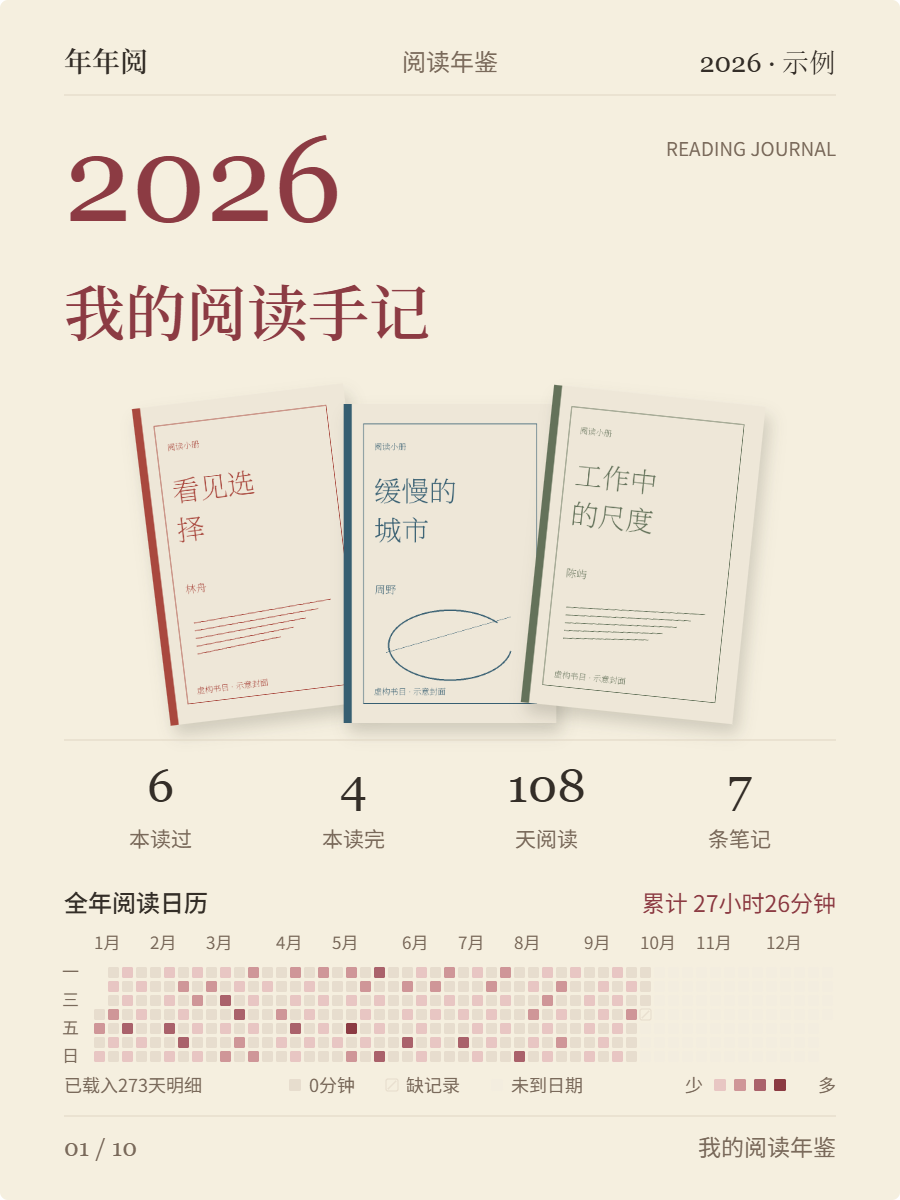 年年阅
阅读年鉴
2026 · 示例
2026
READING JOURNAL
我的阅读手记
阅读小册
看见选
择
林舟
虚构书目 · 示意封面
阅读小册
缓慢的
城市
周野
虚构书目 · 示意封面
阅读小册
工作中
的尺度
陈屿
虚构书目 · 示意封面
6
本读过
4
本读完
108
天阅读
7
条笔记
全年阅读日历
累计 27小时26分钟
1月 2月 3月 4月 5月 6月 7月 8月 9月 10月 11月 12月
一
三
五
日
已载入273天明细
0分钟
缺记录
未到日期
少
多
01 / 10
我的阅读年鉴